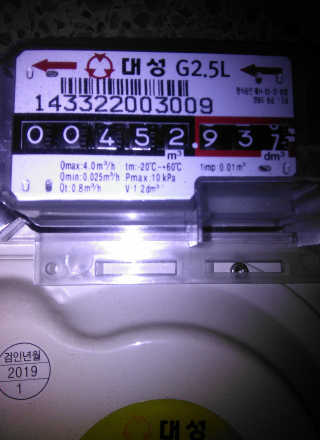 대성 G2.5L
143322003009
00452.937
m³ dm³
Qmax:4.0m³/h tm:-20℃~+60℃ 1imp 0.01m³
Qmin:0.025m³/h Pmax:10kPa
Qt:0.8m³/h V:1.2dm³
검인년월
2019
1
대성